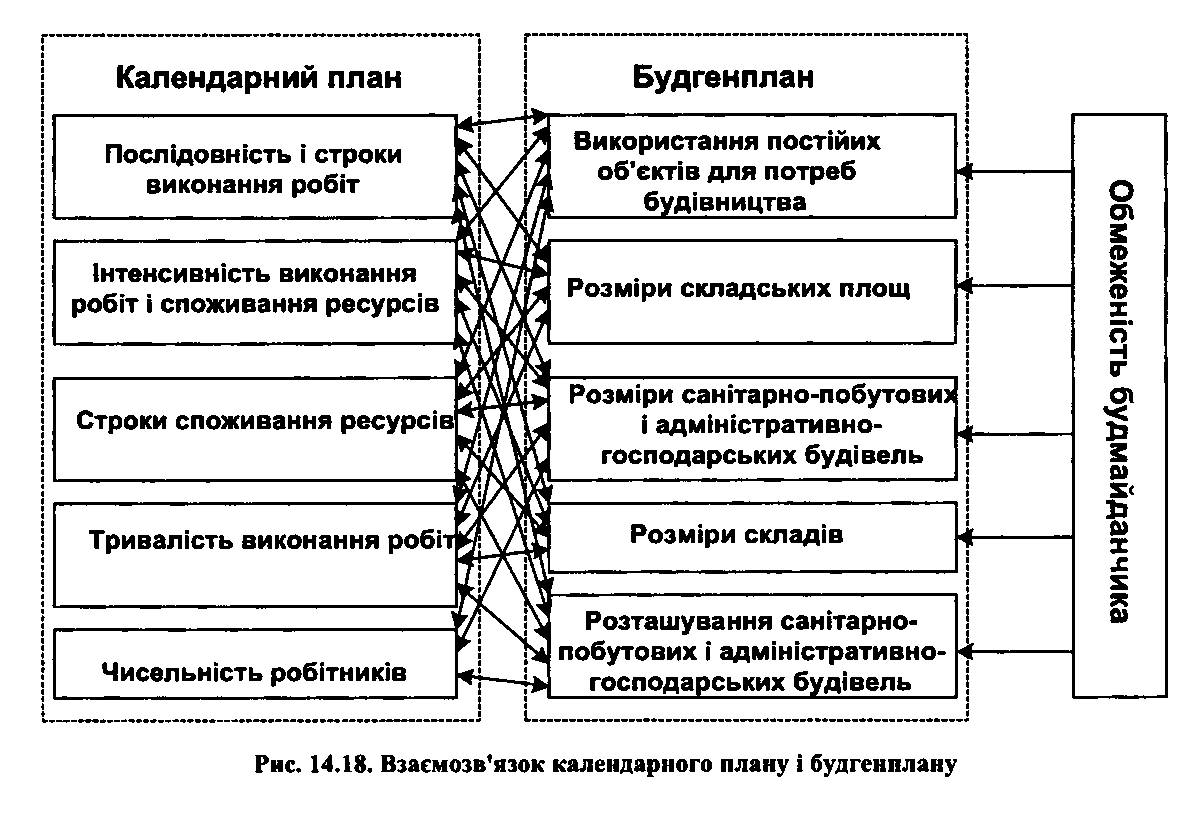 Календарний план
Послідовність і строки
виконання робіт
Інтенсивність виконання
робіт і споживання ресурсів
Строки споживання ресурсів
Тривалість виконання робіт
Чисельність робітників
Будгенплан
Використання постійих
об'єктів для потреб
будівництва
Розміри складських площ
Розміри санітарно-побутових
і адміністративно-
господарських будівель
Розміри складів
Розташування санітарно-
побутових і адміністративно-
господарських будівель
Обмеженість будмайданчика
Рис. 14.18. Взаємозв'язок календарного плану і будгенплану